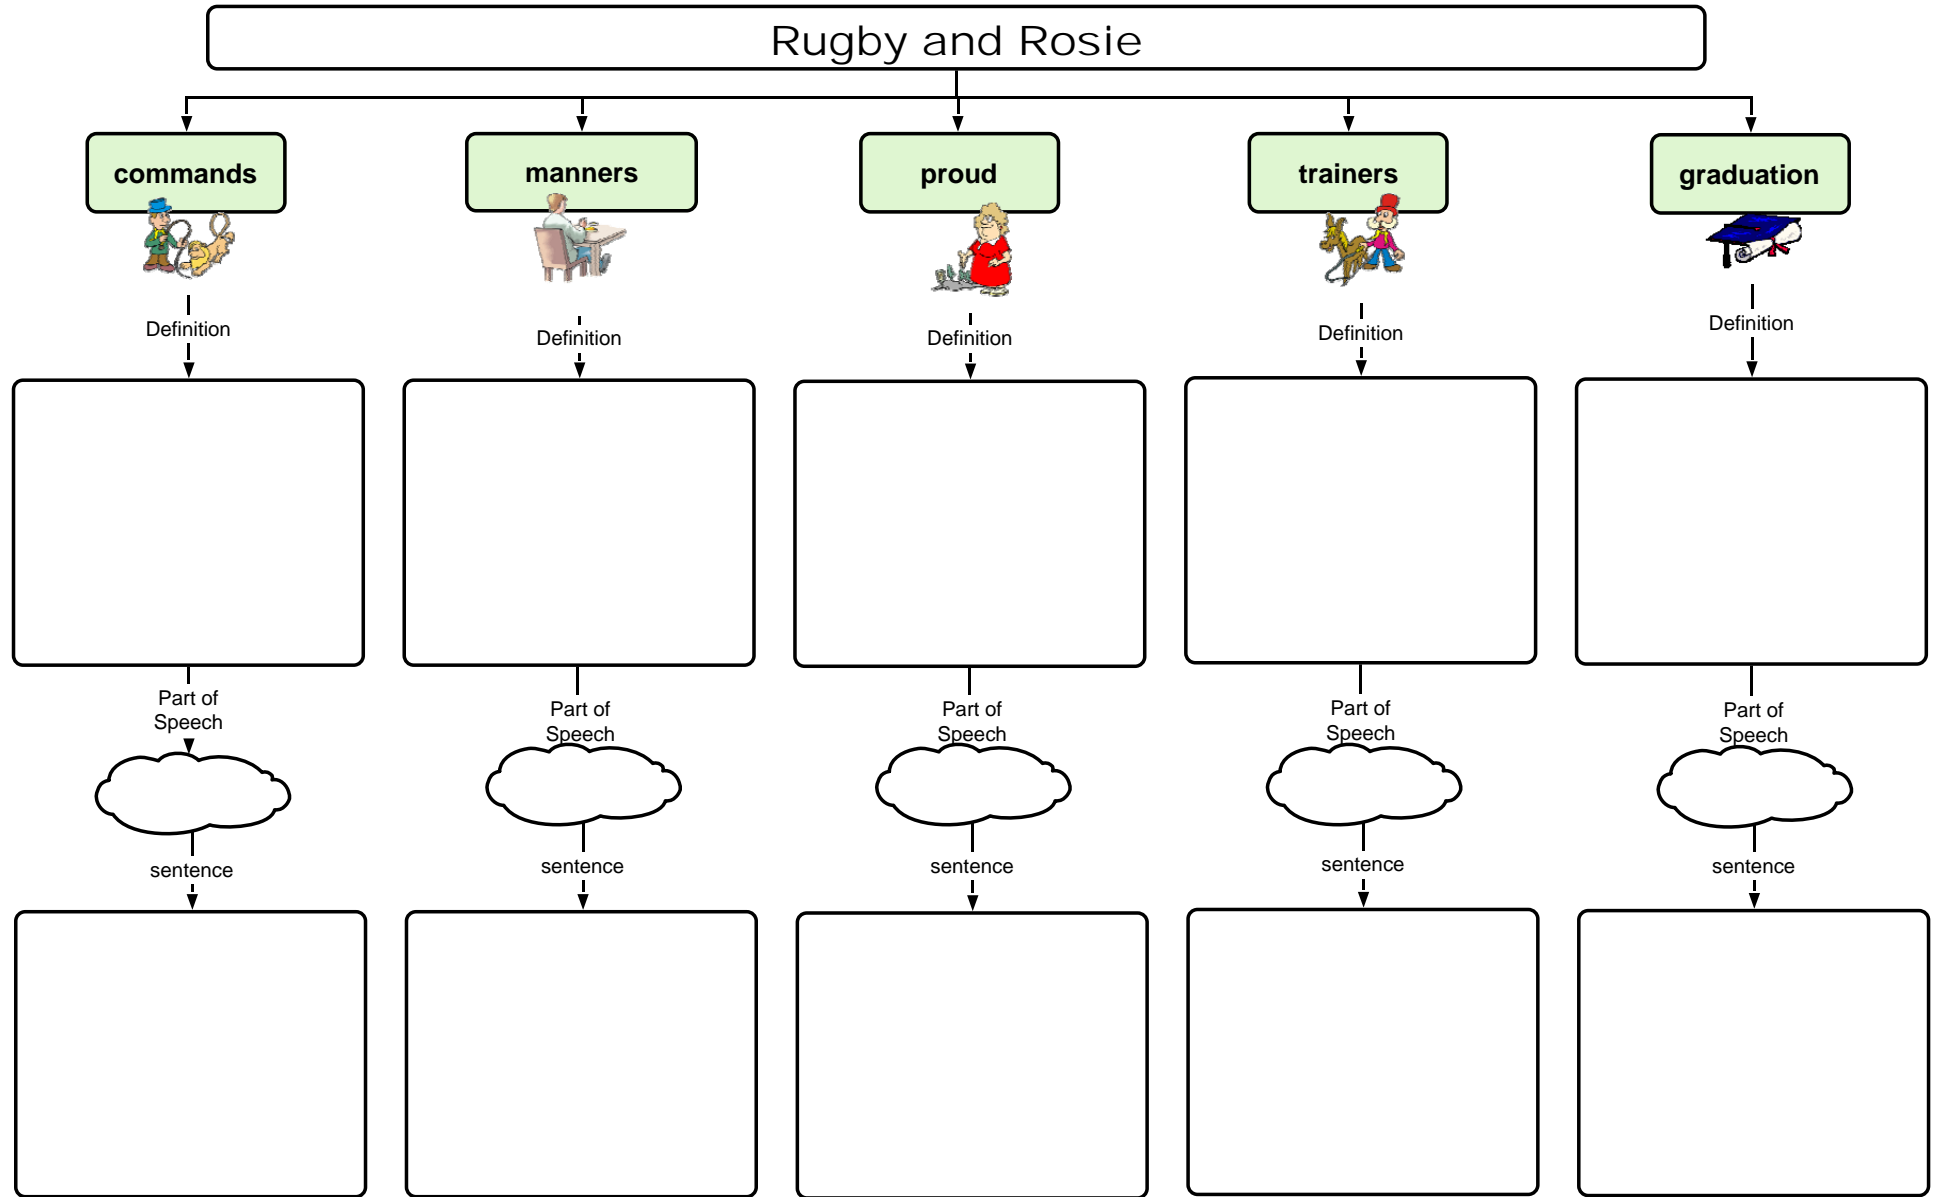 Rugby and Rosie
commands
manners
proud
trainers
graduation
Definition
Definition
Definition
Definition
Definition
Part of
Speech
Part of
Speech
Part of
Speech
Part of
Speech
Part of
Speech
sentence
sentence
sentence
sentence
sentence